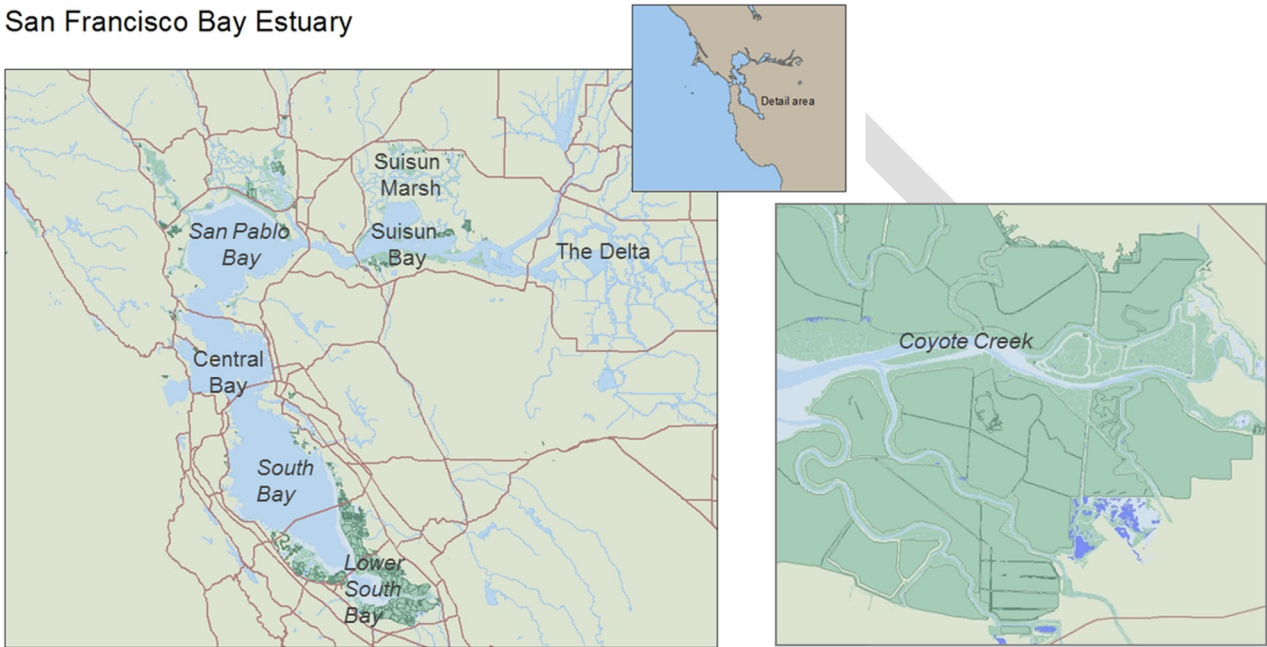 San Francisco Bay Estuary
Detail area
Suisun
Marsh
San Pablo
Bay
Suisun
Bay
The Delta
Central
Bay
South
Bay
Lower
South
Bay
Coyote Creek